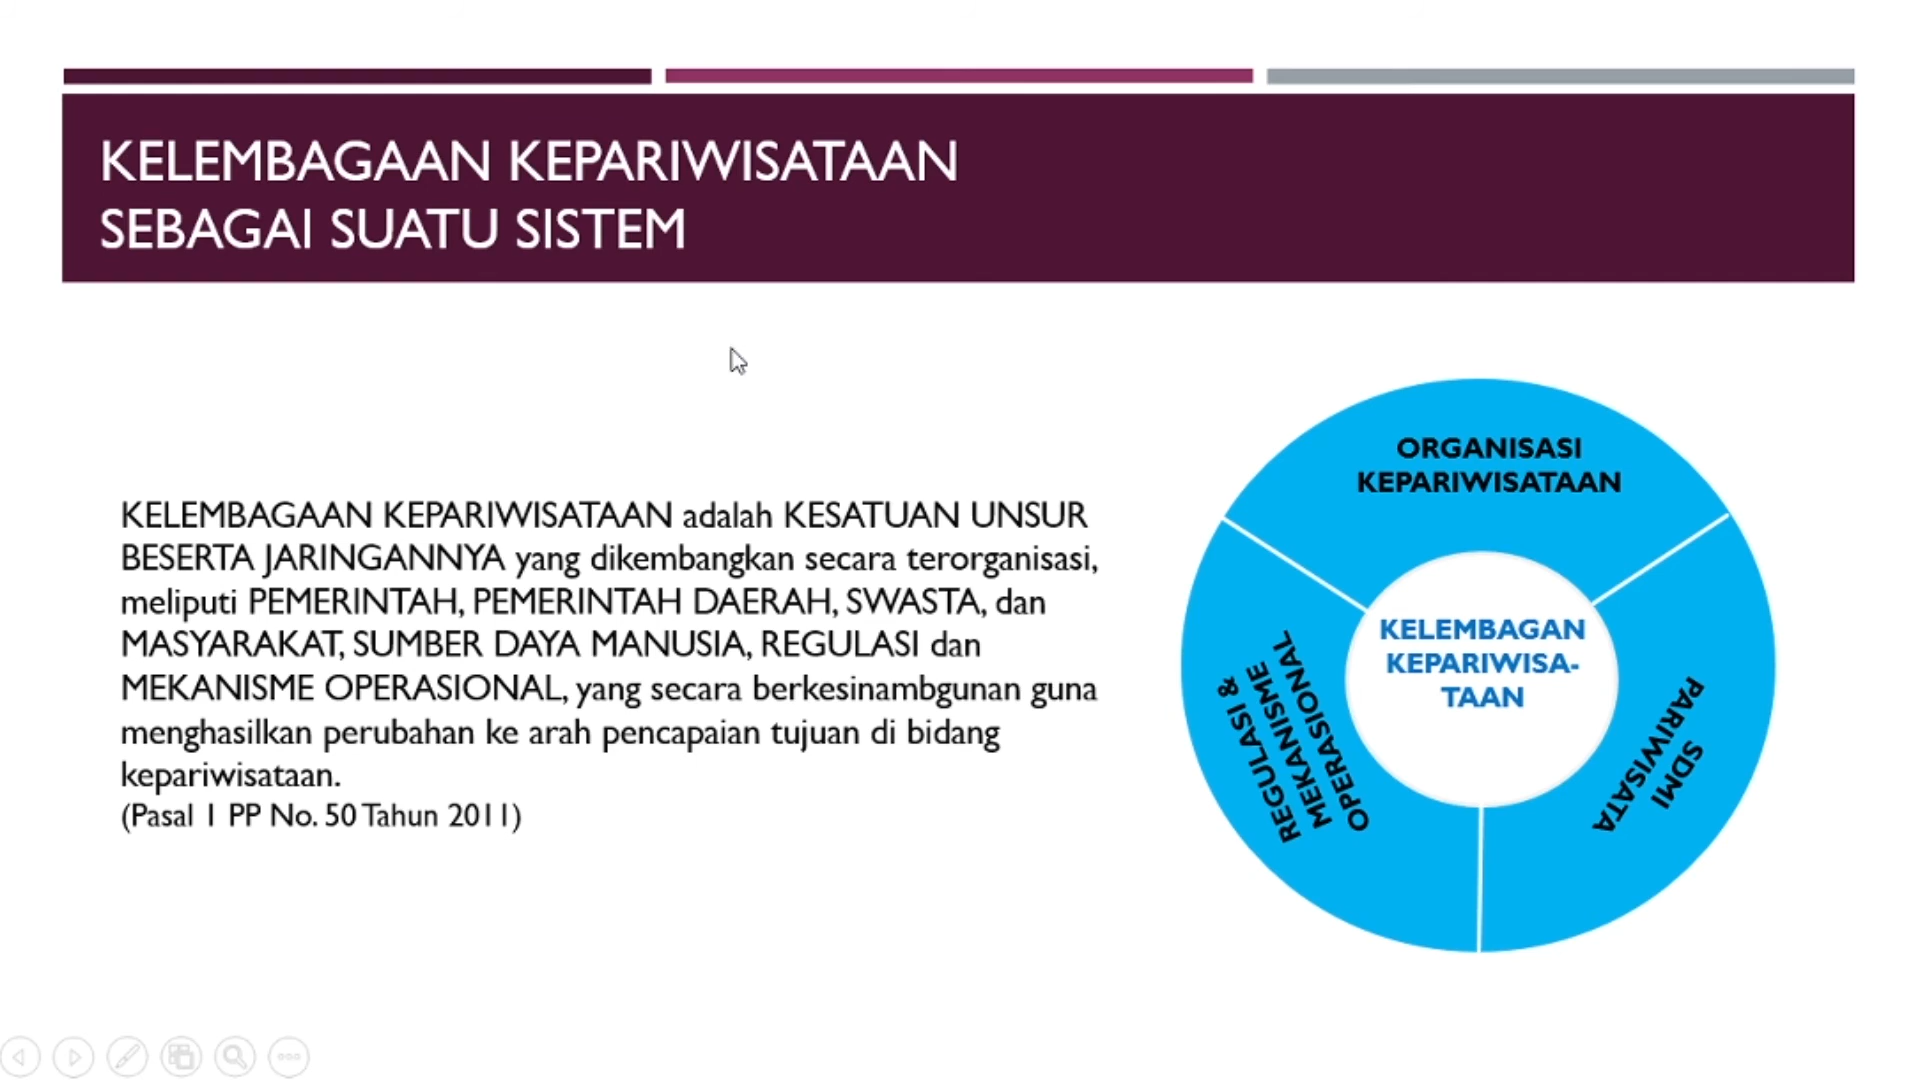 KELEMBAGAAN KEPARIWISATAAN
SEBAGAI SUATU SISTEM
KELEMBAGAAN KEPARIWISATAAN adalah KESATUAN UNSUR
BESERTA JARINGANNYA yang dikembangkan secara terorganisasi,
meliputi PEMERINTAH, PEMERINTAH DAERAH, SWASTA, dan
MASYARAKAT, SUMBER DAYA MANUSIA, REGULASI dan
MEKANISME OPERASIONAL, yang secara berkesinambgunan guna
menghasilkan perubahan ke arah pencapaian tujuan di bidang
kepariwisataan.
(Pasal 1 PP No. 50 Tahun 2011)
ORGANISASI
KEPARIWISATAAN
KELEMBAGAN
KEPARIWISA-
TAAN
REGULASI &
MEKANISME
OPERASIONAL
SDMI
PARIWISATA